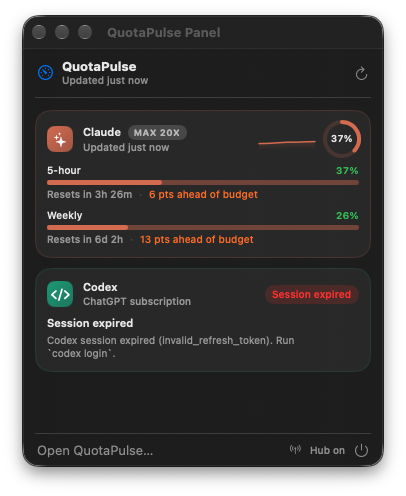 QuotaPulse Panel
QuotaPulse
Updated just now
Claude MAX 20X
Updated just now
37%
5-hour 37%
Resets in 3h 26m · 6 pts ahead of budget
Weekly 26%
Resets in 6d 2h · 13 pts ahead of budget
Codex
ChatGPT subscription
Session expired
Session expired
Codex session expired (invalid_refresh_token). Run
`codex login`.
Open QuotaPulse... Hub on